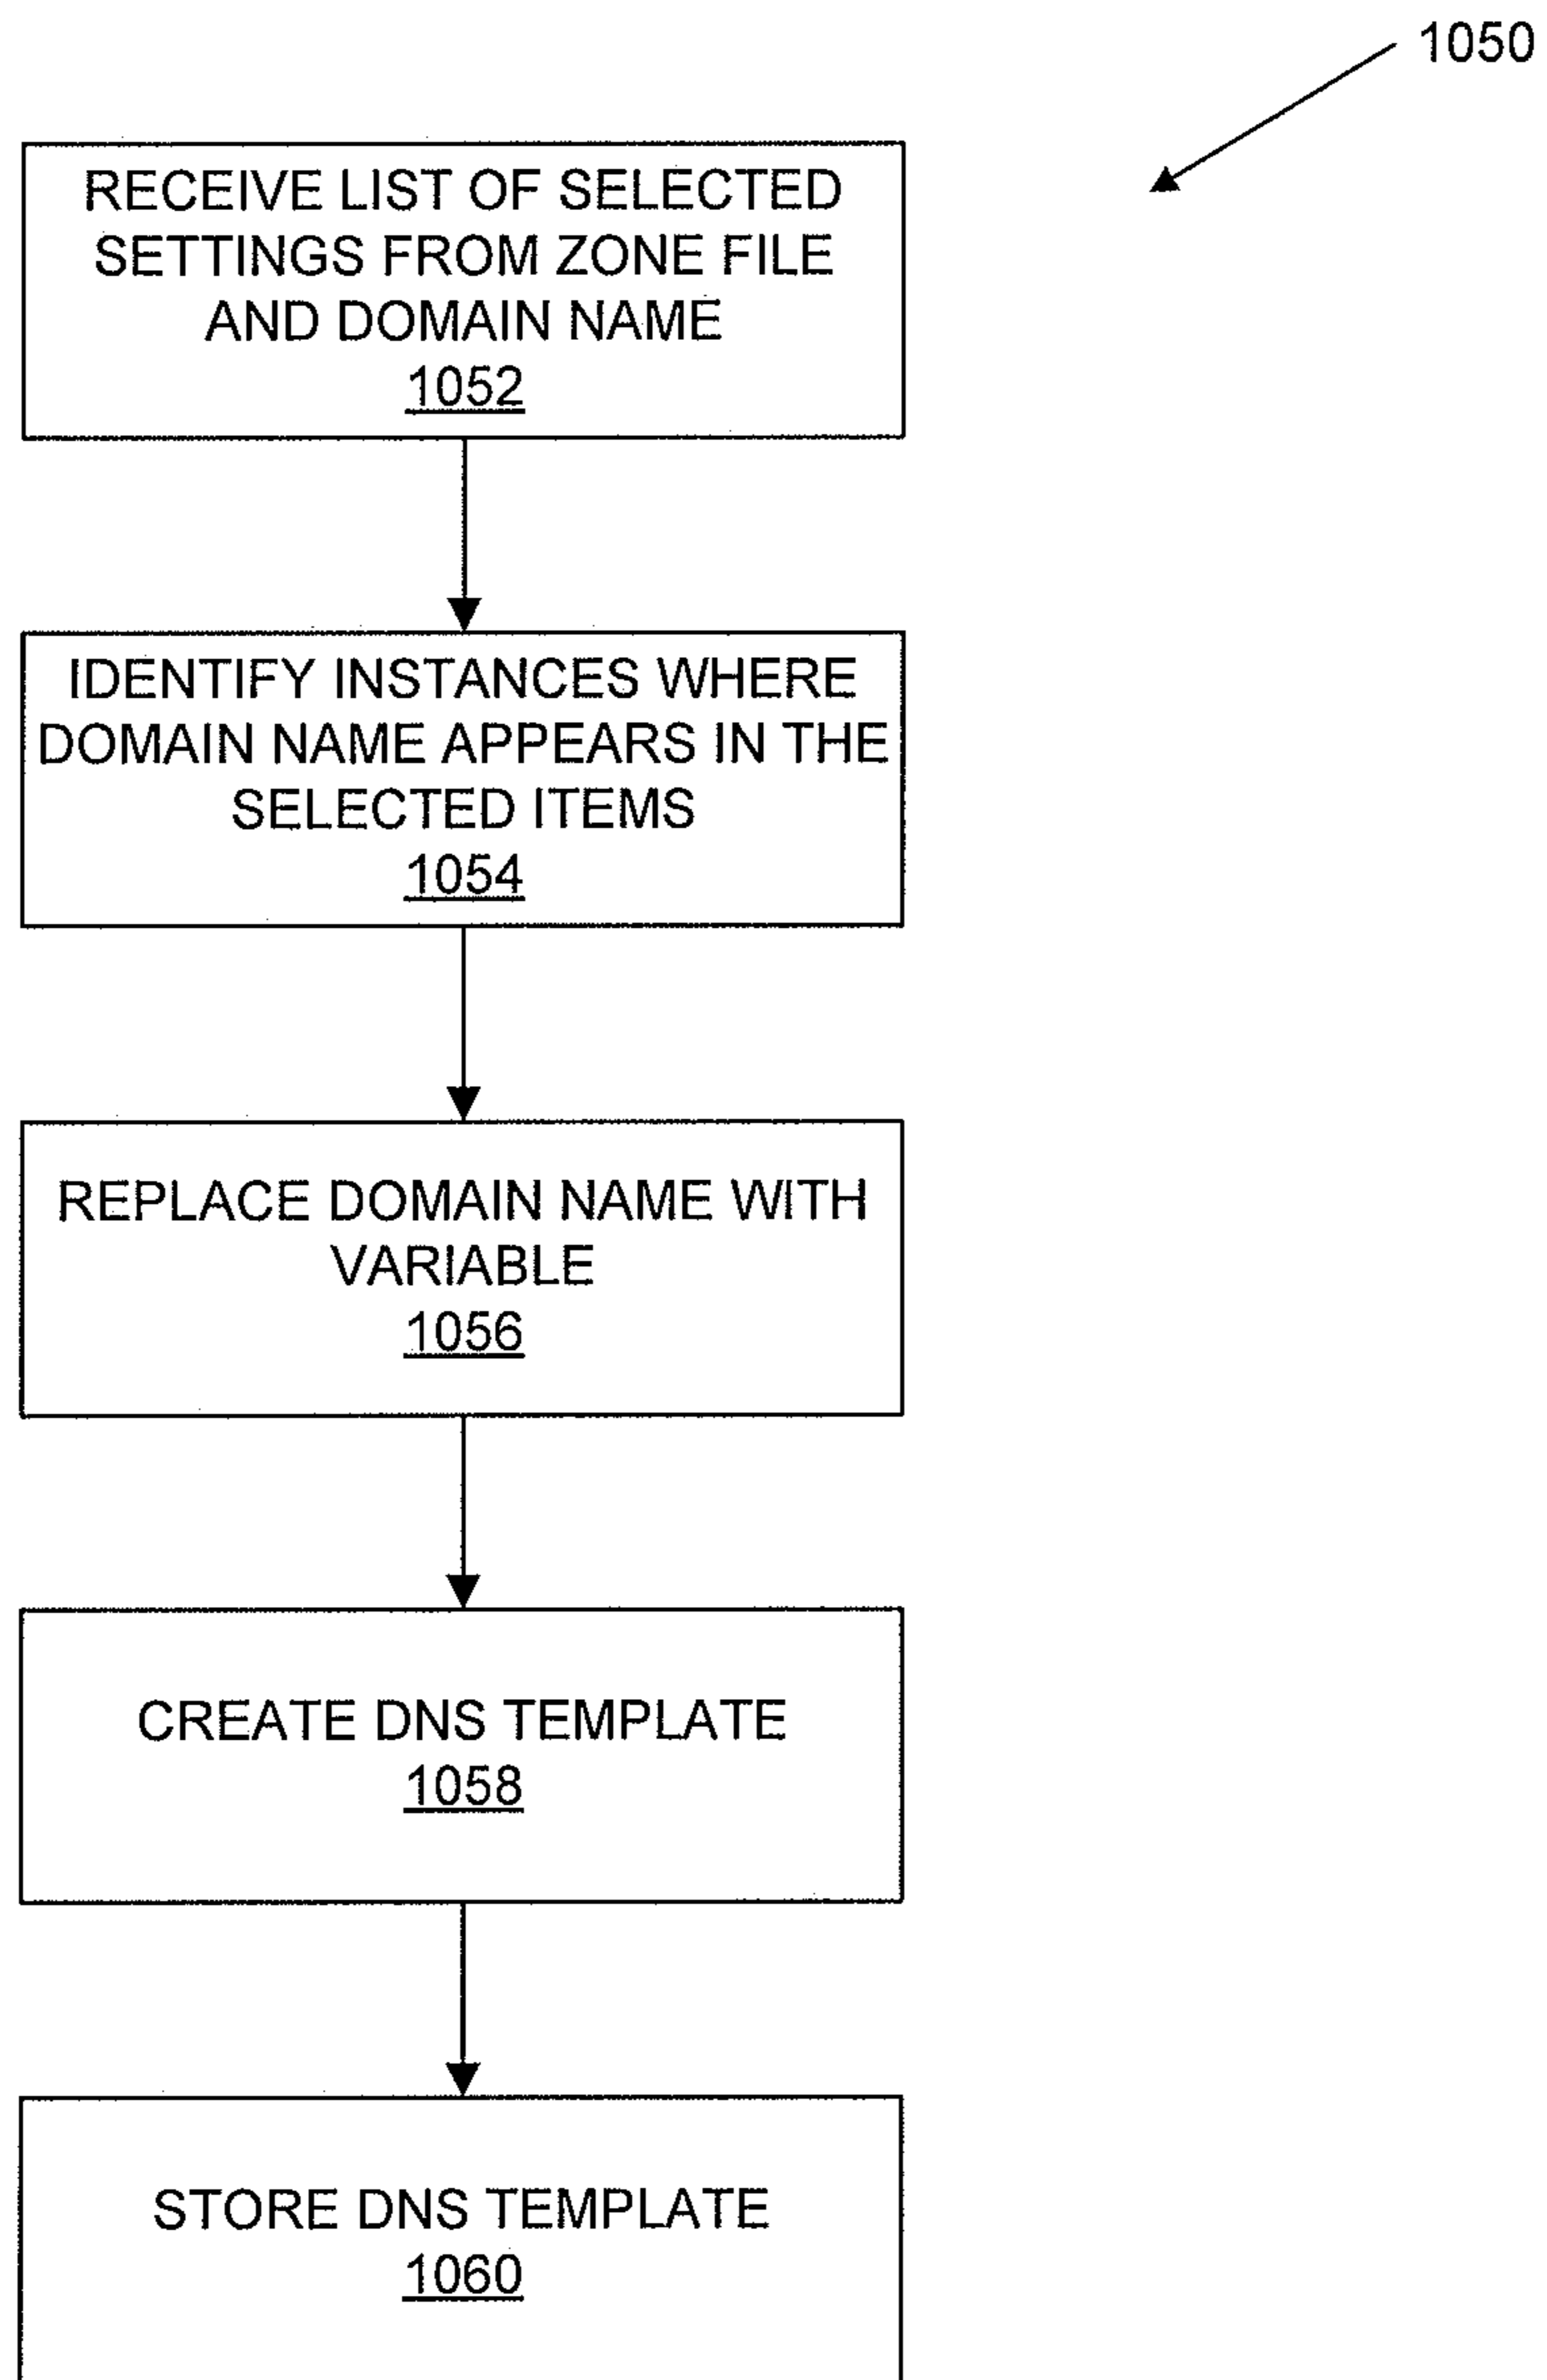 1050
RECEIVE LIST OF SELECTED
SETTINGS FROM ZONE FILE
AND DOMAIN NAME
1052
IDENTIFY INSTANCES WHERE
DOMAIN NAME APPEARS IN THE
SELECTED ITEMS
1054
REPLACE DOMAIN NAME WITH
VARIABLE
1056
CREATE DNS TEMPLATE
1058
STORE DNS TEMPLATE
1060